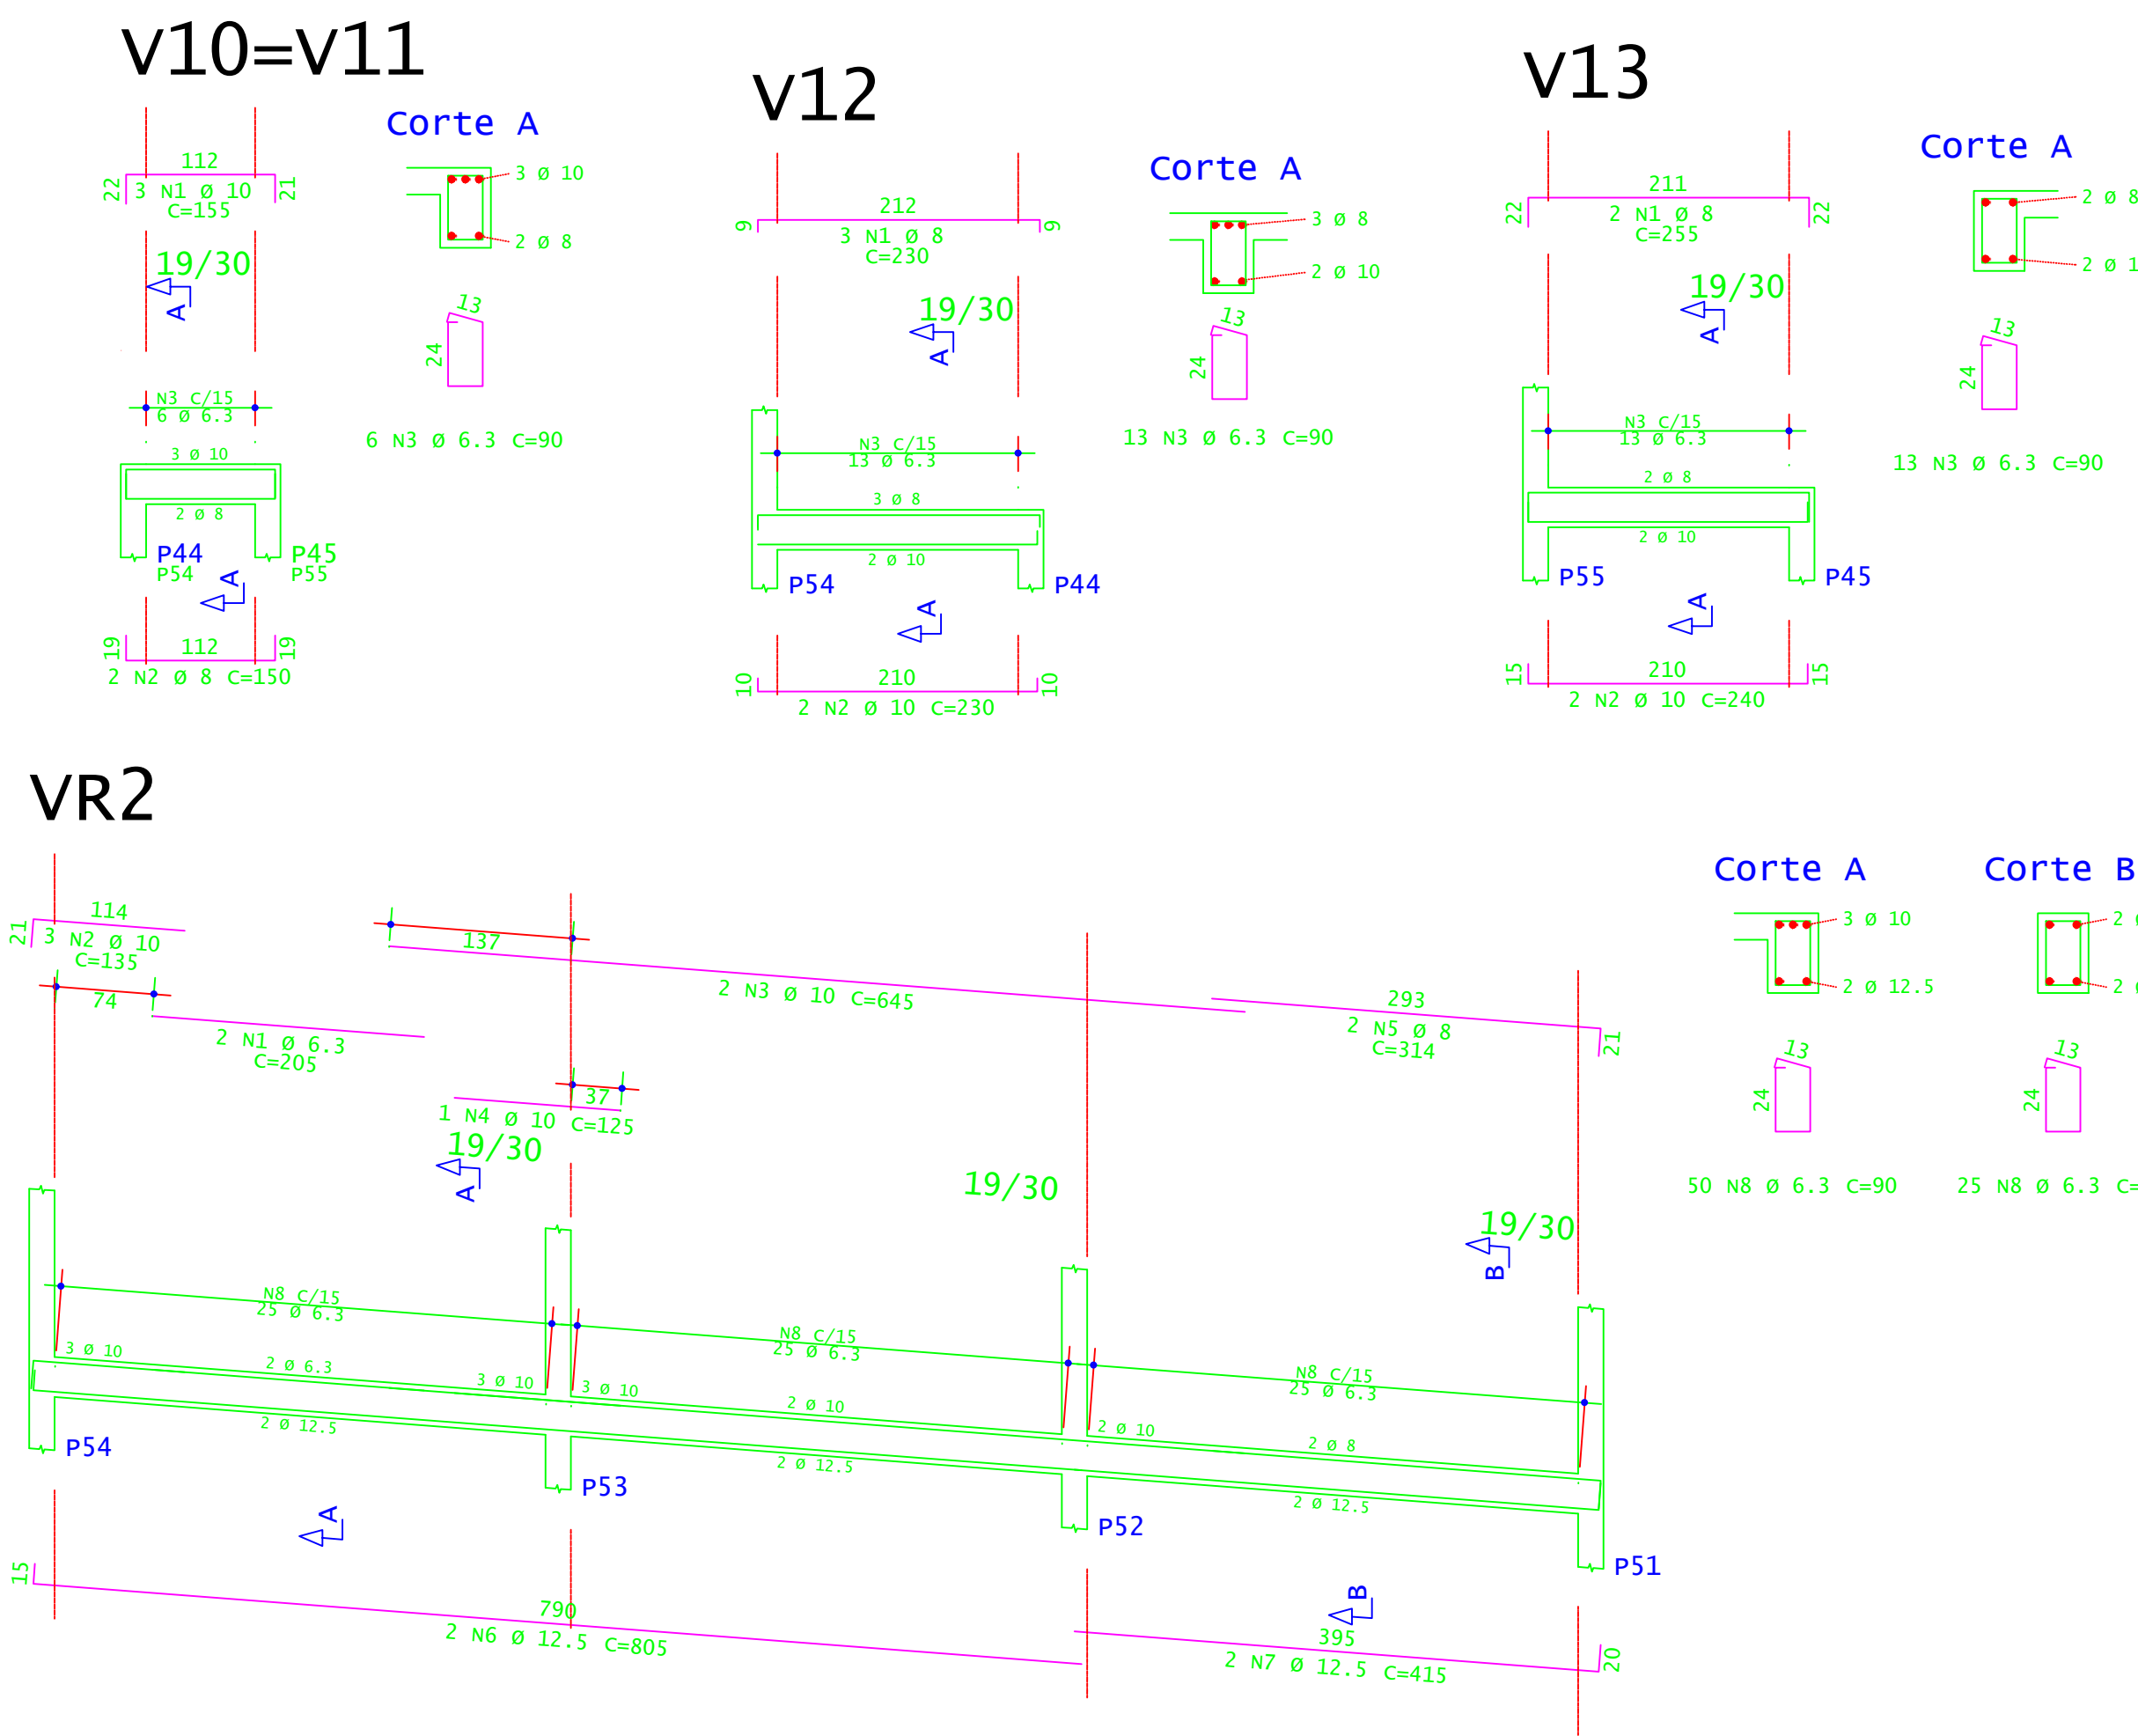 V10=V11
Corte A
112
22
3 N1 Ø 10
21
C=155
3 Ø 10
2 Ø 8
19/30
A
13
24
N3 C/15
6 Ø 6.3
6 N3 Ø 6.3 C=90
3 Ø 10
2 Ø 8
P44
P54
P45
P55
A
19
112
19
2 N2 Ø 8 C=150
V12
Corte A
212
9
3 N1 Ø 8
9
C=230
3 Ø 8
2 Ø 10
19/30
A
13
24
N3 C/15
13 Ø 6.3
13 N3 Ø 6.3 C=90
3 Ø 8
2 Ø 10
P54
P44
A
10
210
10
2 N2 Ø 10 C=230
V13
Corte A
211
22
2 N1 Ø 8
22
C=255
2 Ø 8
2 Ø 1
19/30
A
13
24
N3 C/15
13 Ø 6.3
13 N3 Ø 6.3 C=90
2 Ø 8
2 Ø 10
P55
P45
A
15
210
15
2 N2 Ø 10 C=240
VR2
114
21
3 N2 Ø 10
C=135
74
2 N1 Ø 6.3
C=205
137
2 N3 Ø 10 C=645
293
2 N5 Ø 8
C=314
21
37
1 N4 Ø 10 C=125
19/30
A
19/30
19/30
B
N8 C/15
25 Ø 6.3
N8 C/15
25 Ø 6.3
N8 C/15
25 Ø 6.3
3 Ø 10
2 Ø 6.3
3 Ø 10
3 Ø 10
2 Ø 10
2 Ø 10
2 Ø 8
2 Ø 12.5
2 Ø 12.5
2 Ø 12.5
P54
P53
P52
P51
A
B
15
790
2 N6 Ø 12.5 C=805
395
2 N7 Ø 12.5 C=415
20
Corte A
3 Ø 10
2 Ø 12.5
13
24
50 N8 Ø 6.3 C=90
Corte B
2
2
13
24
25 N8 Ø 6.3 C=